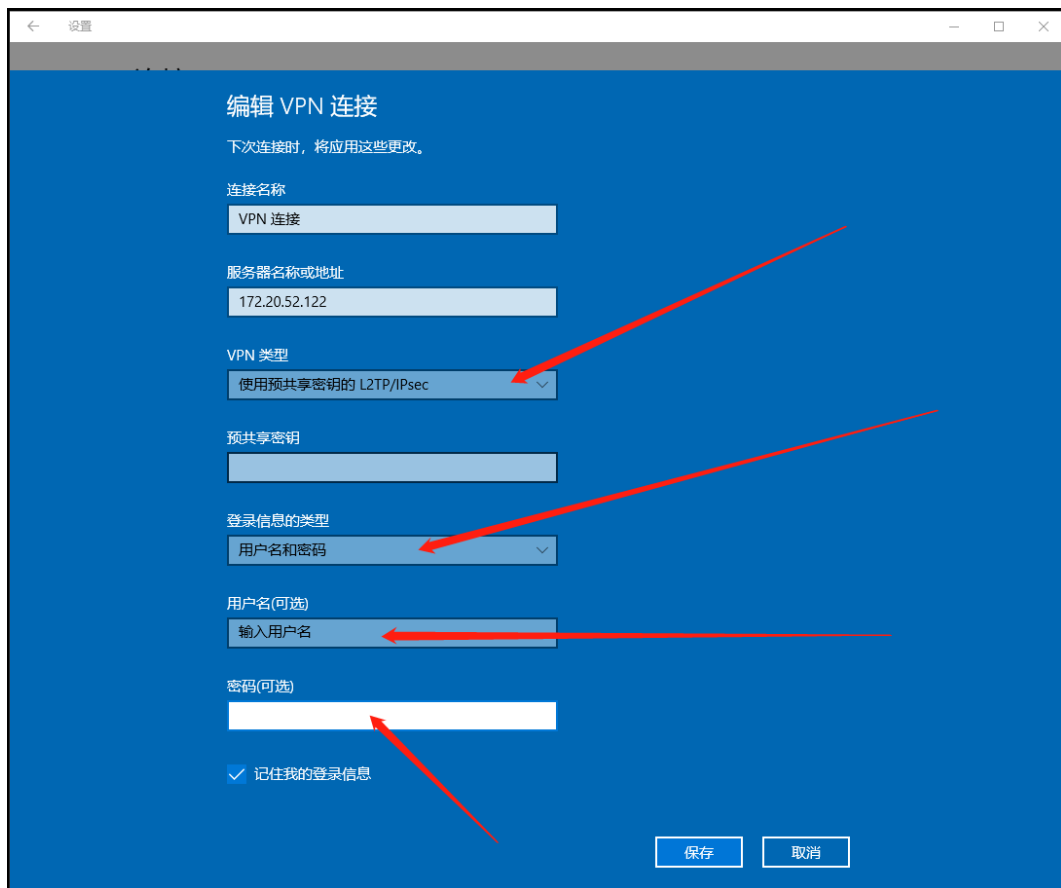 设置
编辑 VPN 连接
下次连接时，将应用这些更改。
连接名称
VPN 连接
服务器名称或地址
172.20.52.122
VPN 类型
使用预共享密钥的 L2TP/IPsec
预共享密钥
登录信息的类型
用户名和密码
用户名(可选)
输入用户名
密码(可选)
记住我的登录信息
保存
取消